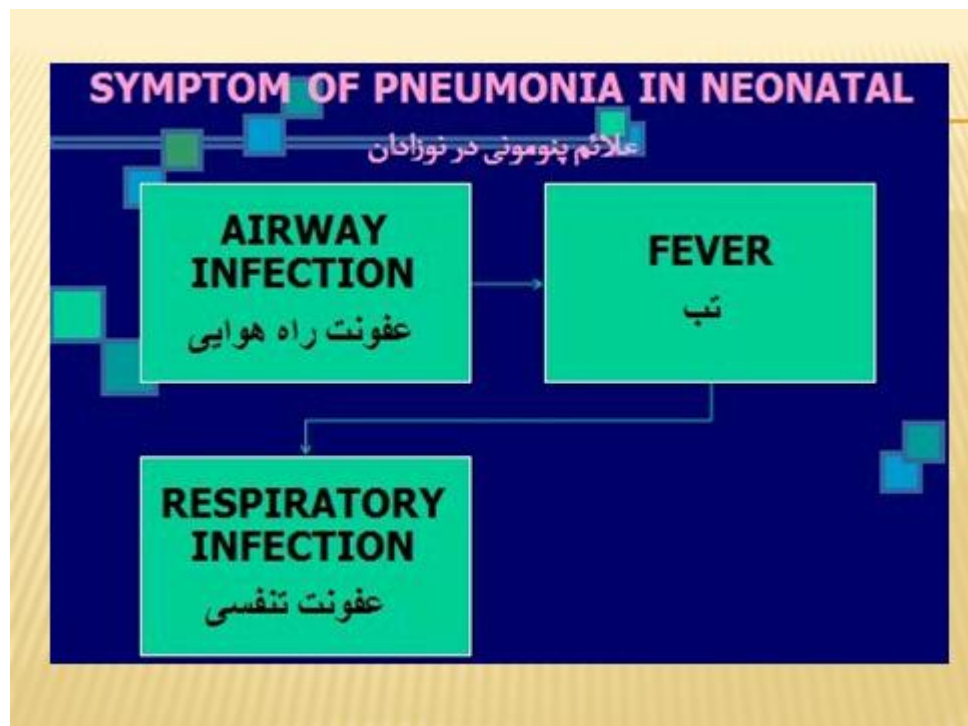 SYMPTOM OF PNEUMONIA IN NEONATAL
علائم پنومونی در نوزادان
AIRWAY
INFECTION
عفونت راه هوایی
FEVER
تب
RESPIRATORY
INFECTION
عفونت تنفسی